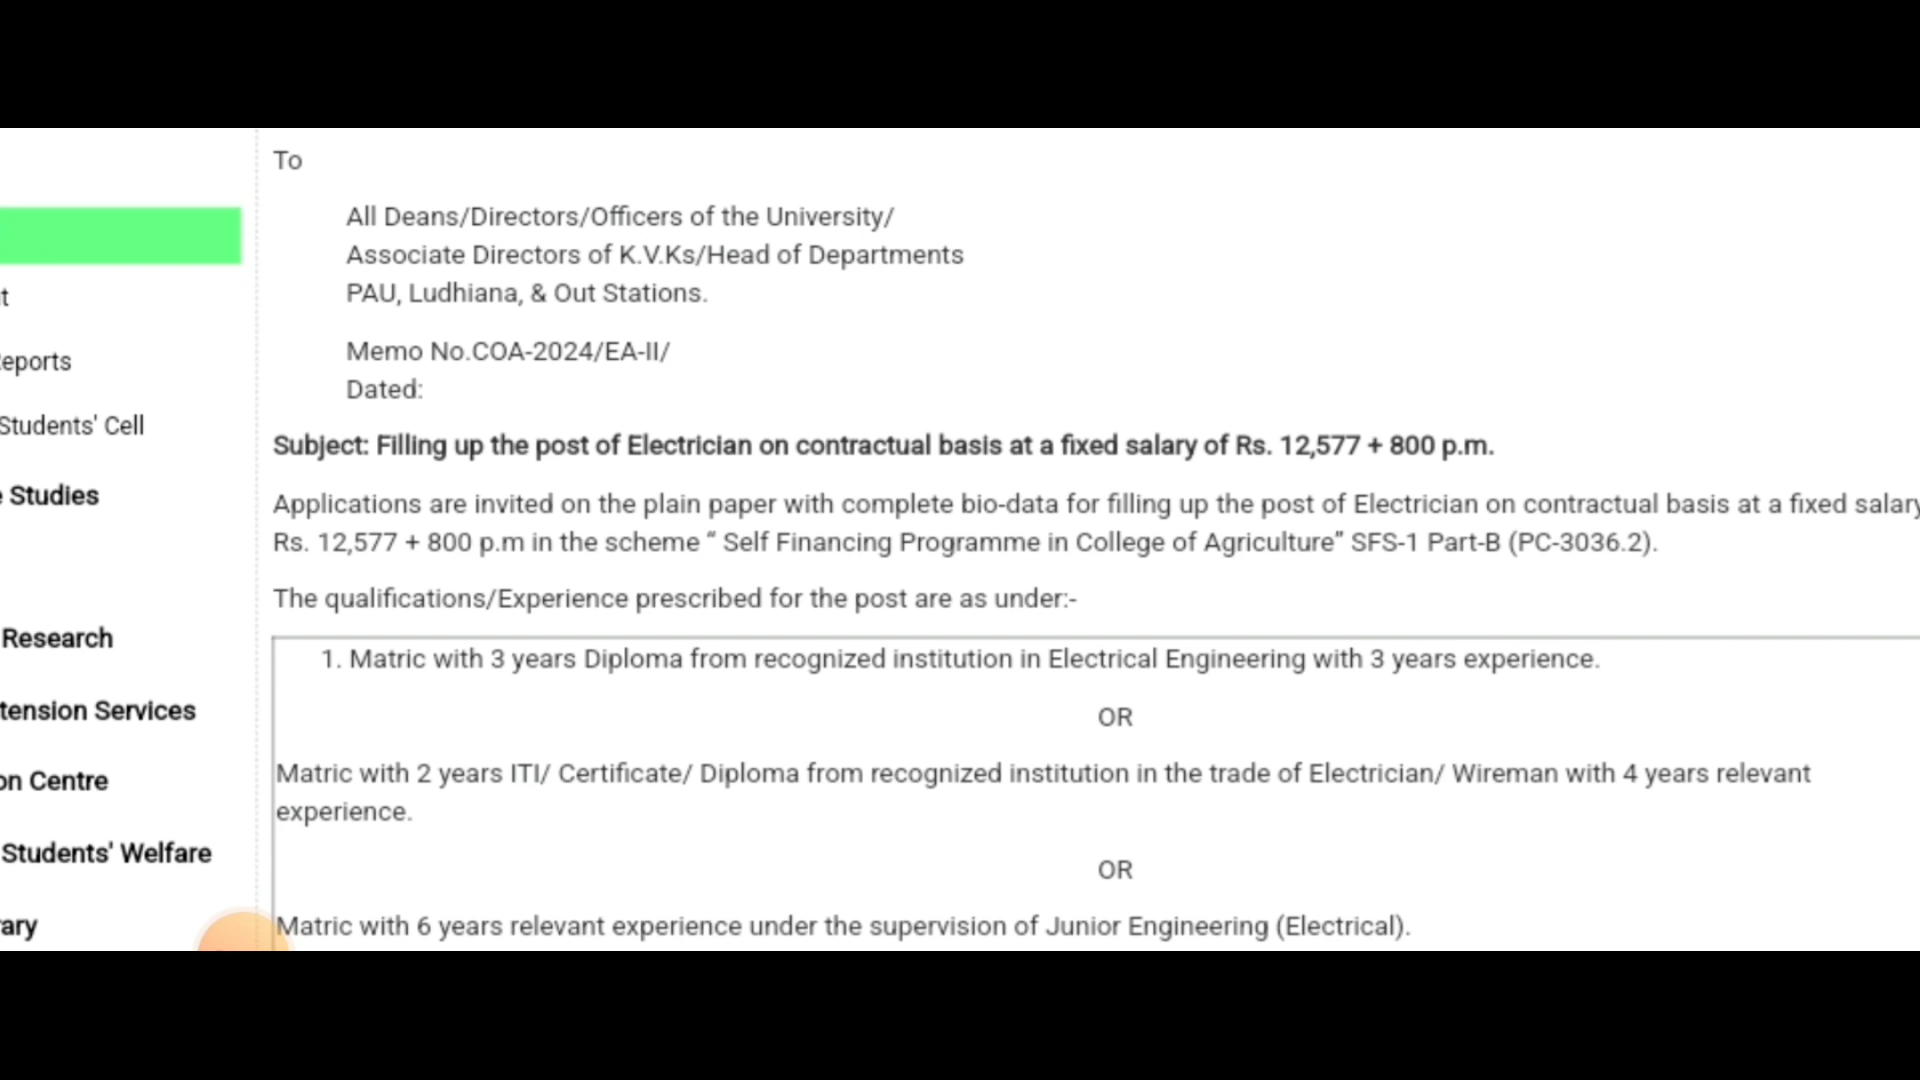 To
All Deans/Directors/Officers of the University/
Associate Directors of K.V.Ks/Head of Departments
PAU, Ludhiana, & Out Stations.
Memo No.COA-2024/EA-II/
Dated:
Subject: Filling up the post of Electrician on contractual basis at a fixed salary of Rs. 12,577 + 800 p.m.
Applications are invited on the plain paper with complete bio-data for filling up the post of Electrician on contractual basis at a fixed salary
Rs. 12,577 + 800 p.m in the scheme “ Self Financing Programme in College of Agriculture” SFS-1 Part-B (PC-3036.2).
The qualifications/Experience prescribed for the post are as under:-
1. Matric with 3 years Diploma from recognized institution in Electrical Engineering with 3 years experience.
OR
Matric with 2 years ITI/ Certificate/ Diploma from recognized institution in the trade of Electrician/ Wireman with 4 years relevant
experience.
OR
Matric with 6 years relevant experience under the supervision of Junior Engineering (Electrical).
Students' Cell
Studies
Research
Services
Centre
Students' Welfare